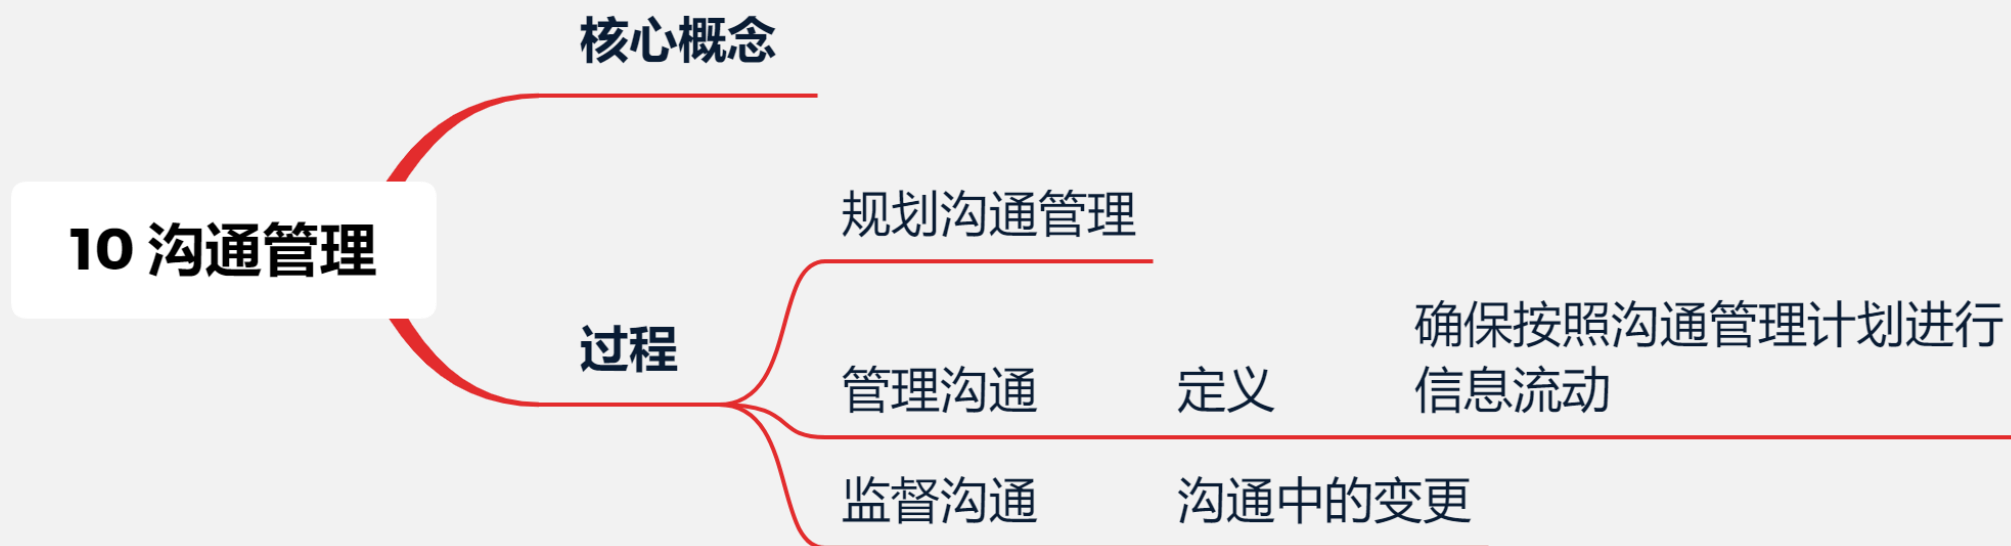 核心概念
10 沟通管理
规划沟通管理
过程
管理沟通
定义
确保按照沟通管理计划进行
信息流动
监督沟通
沟通中的变更